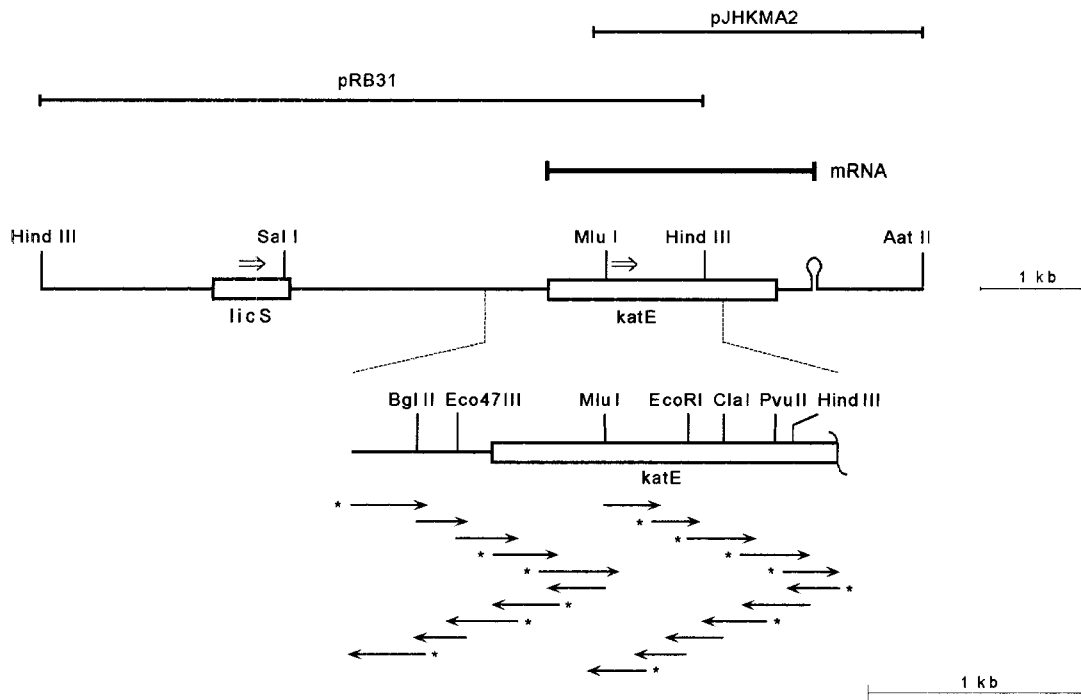 pJHKMA2
pRB31
mRNA
Hind III Sal I Mlu I Hind III Aat II
1 kb
licS katE
Bgl II Eco47III Mlu I EcoRI ClaI PvuII Hind III
katE
*
*
*
*
*
*
*
*
*
*
*
*
*
*
1 kb